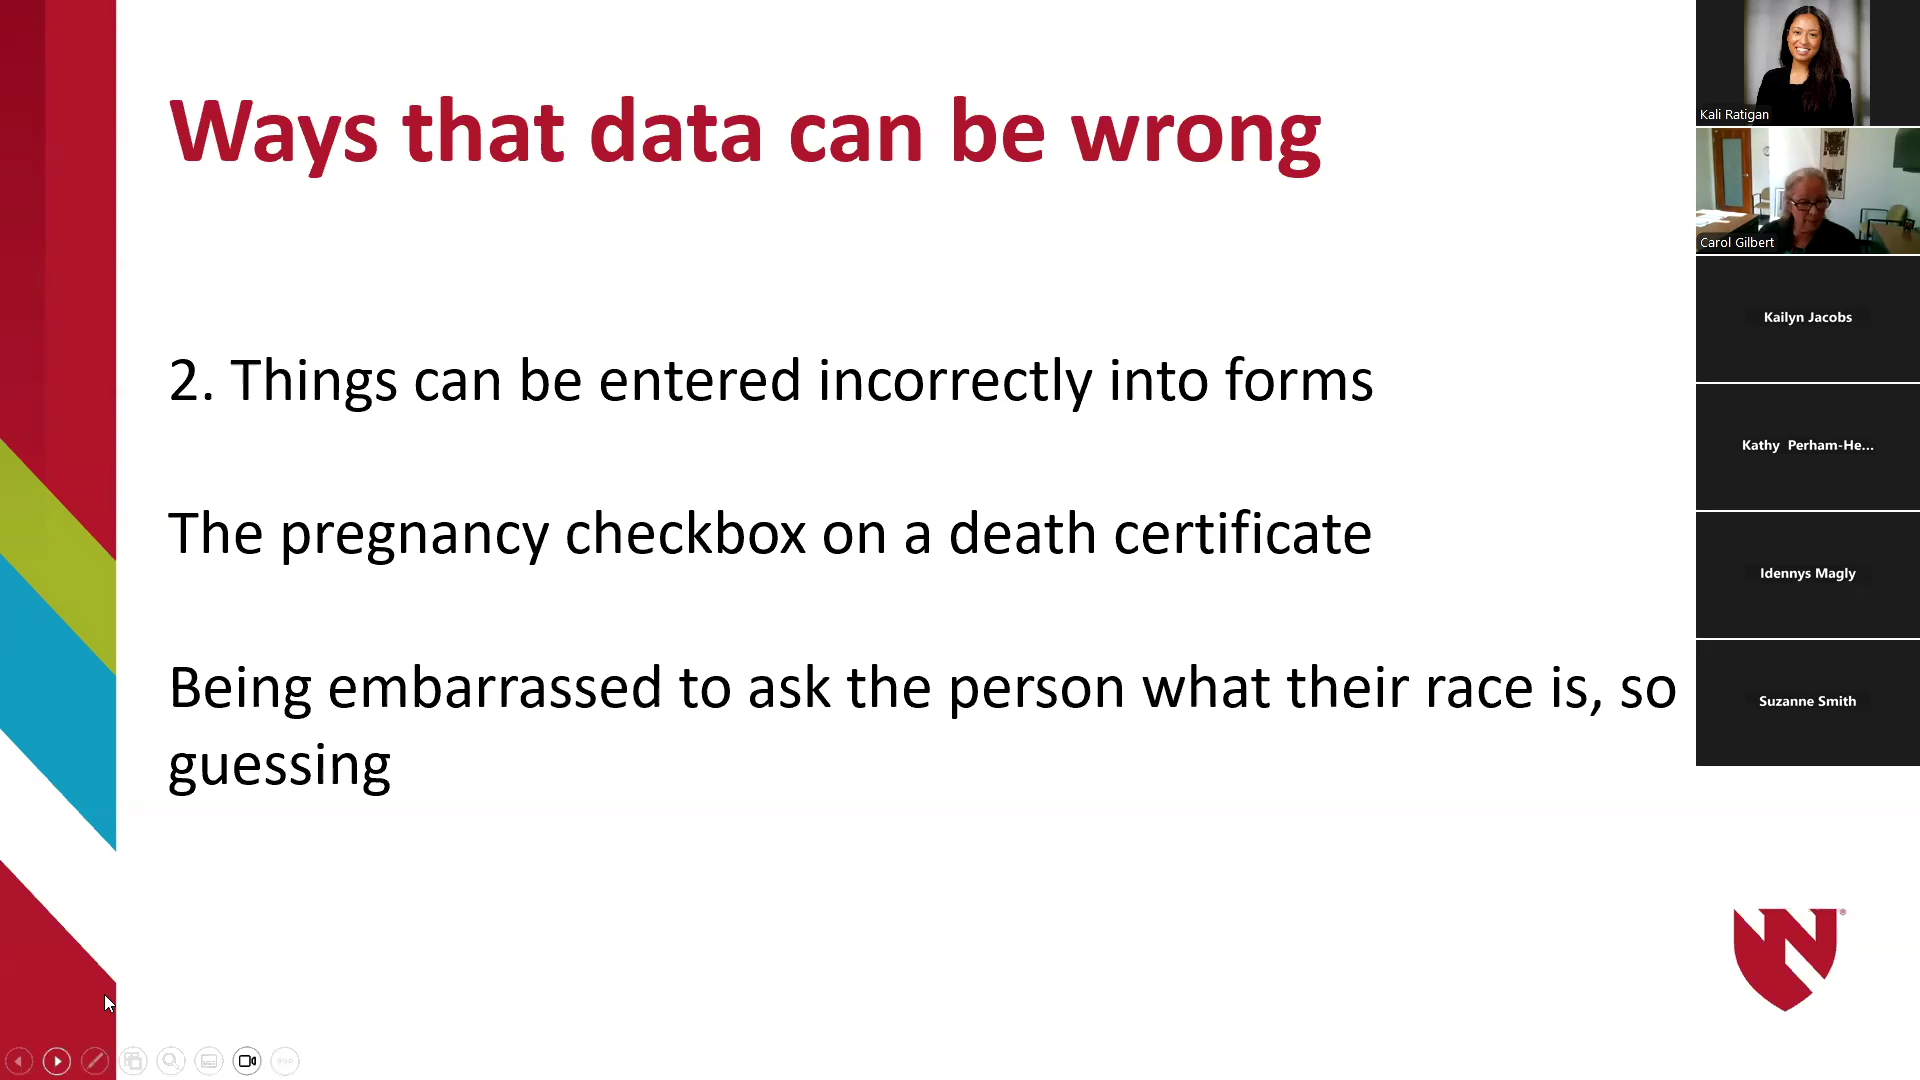 Ways that data can be wrong
2. Things can be entered incorrectly into forms
The pregnancy checkbox on a death certificate
Being embarrassed to ask the person what their race is, so
guessing
Kali Ratigan
Carol Gilbert
Kailyn Jacobs
Kathy Perham-He...
Idennys Magly
Suzanne Smith